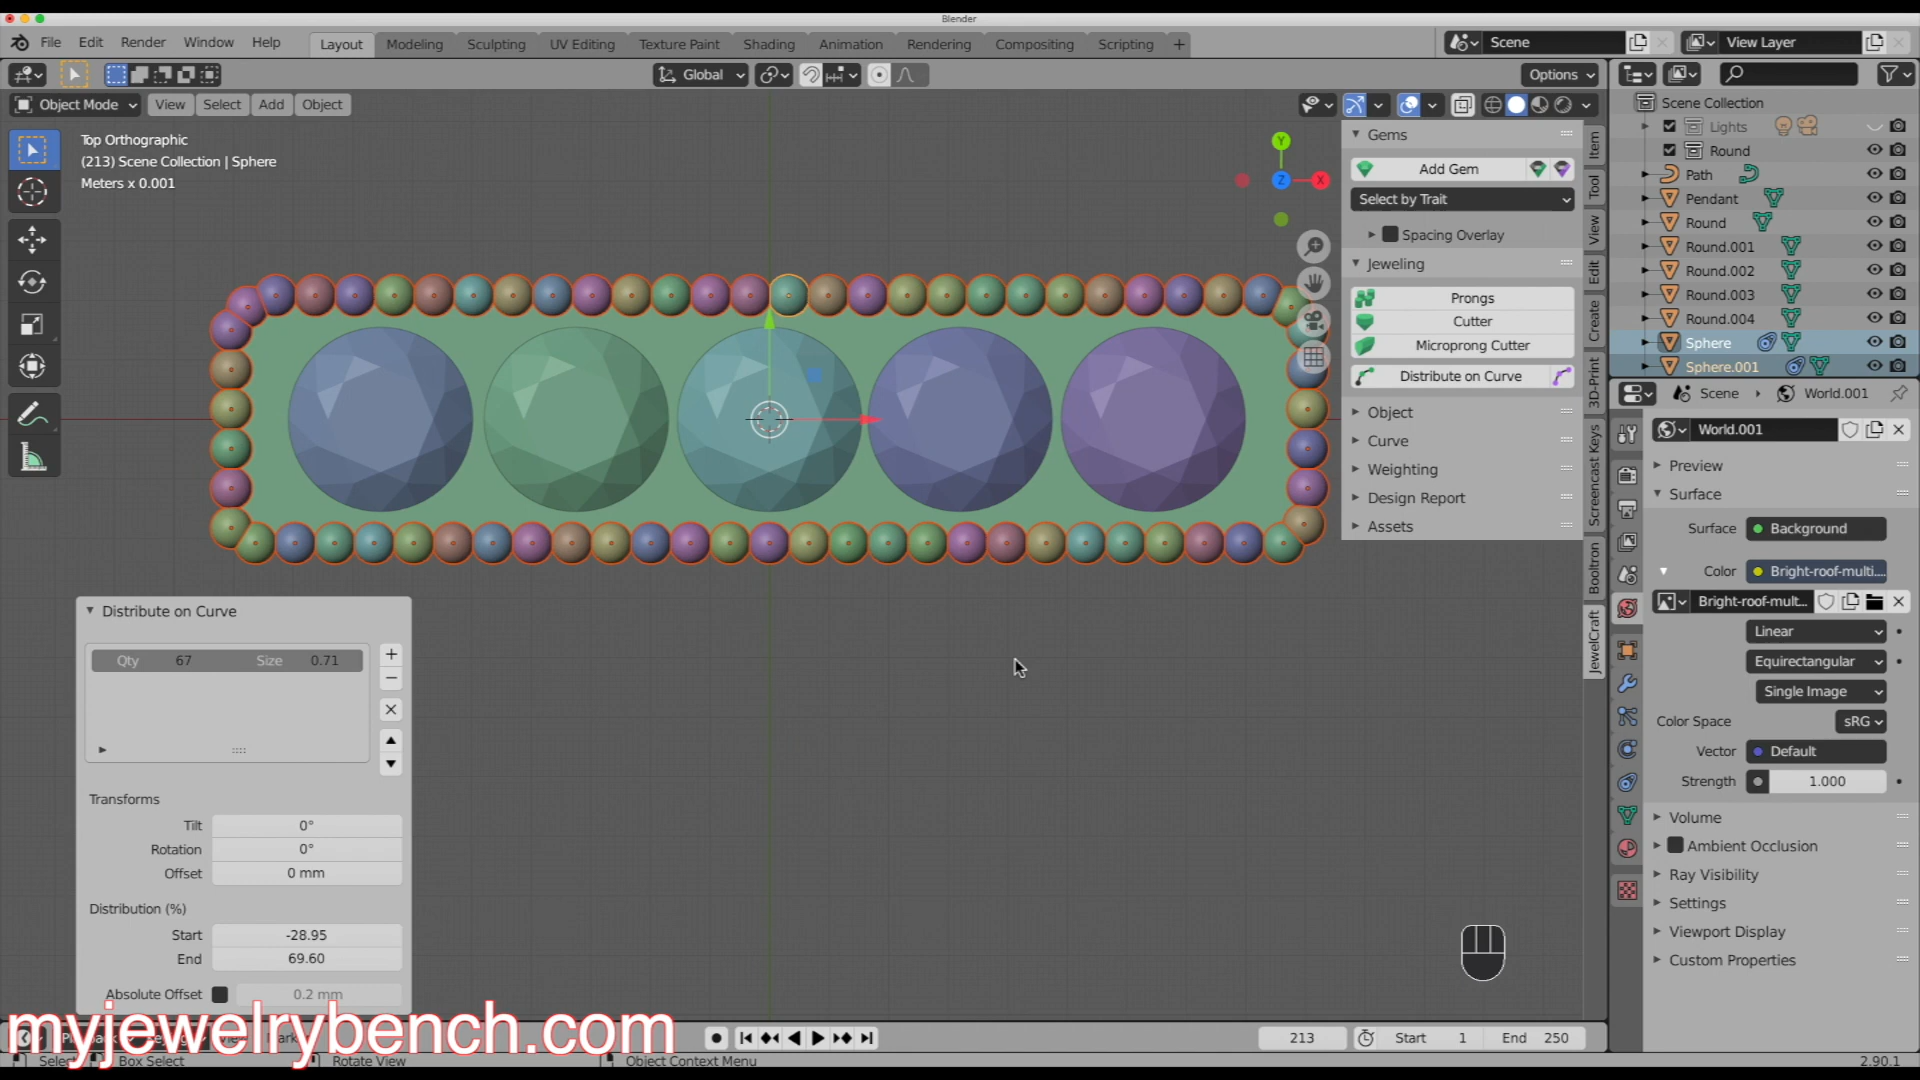 Blender
File Edit Render Window Help Layout Modeling Sculpting UV Editing Texture Paint Shading Animation Rendering Compositing Scripting + Scene View Layer
Global Options
Object Mode View Select Add Object
Top Orthographic
(213) Scene Collection | Sphere
Meters x 0.001
Y
Z
X
Gems
Add Gem
Select by Trait
Spacing Overlay
Jeweling
Prongs
Cutter
Microprong Cutter
Distribute on Curve
Object
Curve
Weighting
Design Report
Assets
Item
Tool
View
Edit
Create
3D-Print
Screencast Keys
Booltron
JewelCraft
Scene Collection
Lights
Round
Path
Pendant
Round
Round.001
Round.002
Round.003
Round.004
Sphere
Sphere.001
Scene World.001
World.001
Preview
Surface
Surface Background
Color Bright-roof-multi....
Bright-roof-mult...
Linear
Equirectangular
Single Image
Color Space sRG
Vector Default
Strength 1.000
Volume
Ambient Occlusion
Ray Visibility
Settings
Viewport Display
Custom Properties
Distribute on Curve
Qty 67 Size 0.71
Transforms
Tilt 0°
Rotation 0°
Offset 0 mm
Distribution (%)
Start -28.95
End 69.60
Absolute Offset 0.2 mm
myjewelrybench.com
213 Start 1 End 250
Select Box Select Rotate View Object Context Menu 2.90.1